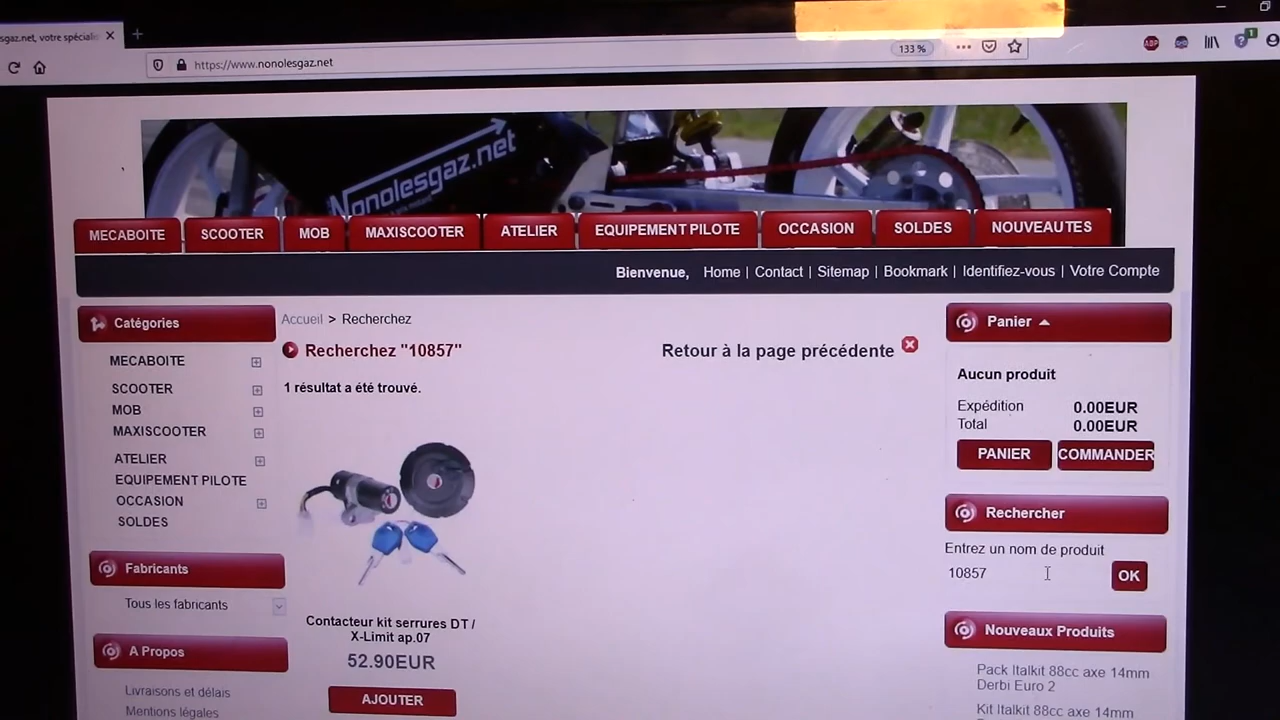 sgaz.net, votre spéciali
https://www.nonolesgaz.net
133 %
ABP
1
Nonolesgaz.net
MECABOITE
SCOOTER
MOB
MAXISCOOTER
ATELIER
EQUIPEMENT PILOTE
OCCASION
SOLDES
NOUVEAUTES
Bienvenue, Home | Contact | Sitemap | Bookmark | Identifiez-vous | Votre Compte
Catégories
MECABOITE
SCOOTER
MOB
MAXISCOOTER
ATELIER
EQUIPEMENT PILOTE
OCCASION
SOLDES
Fabricants
Tous les fabricants
A Propos
Livraisons et délais
Mentions légales
Accueil > Recherchez
Recherchez "10857"
Retour à la page précédente
1 résultat a été trouvé.
Contacteur kit serrures DT /
X-Limit ap.07
52.90EUR
AJOUTER
Panier
Aucun produit
Expédition 0.00EUR
Total 0.00EUR
PANIER
COMMANDER
Rechercher
Entrez un nom de produit
10857
OK
Nouveaux Produits
Pack Italkit 88cc axe 14mm
Derbi Euro 2
Kit Italkit 88cc axe 14mm